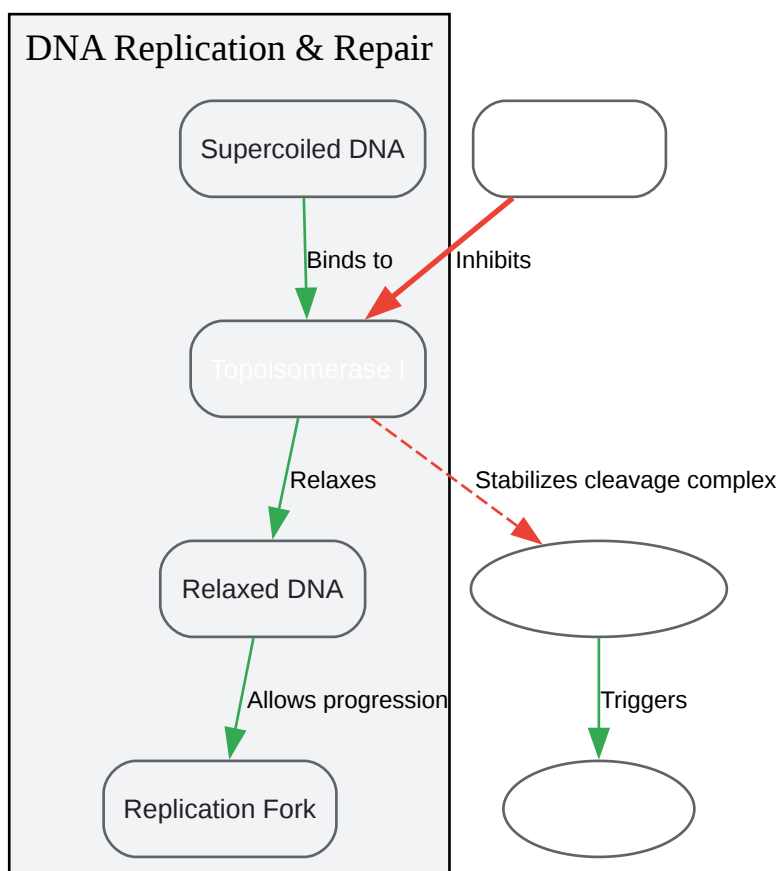 DNA Replication & Repair
Supercoiled DNA
Binds to
Inhibits
Topoisomerase I
Relaxes
Stabilizes cleavage complex
Relaxed DNA
Allows progression
Triggers
Replication Fork